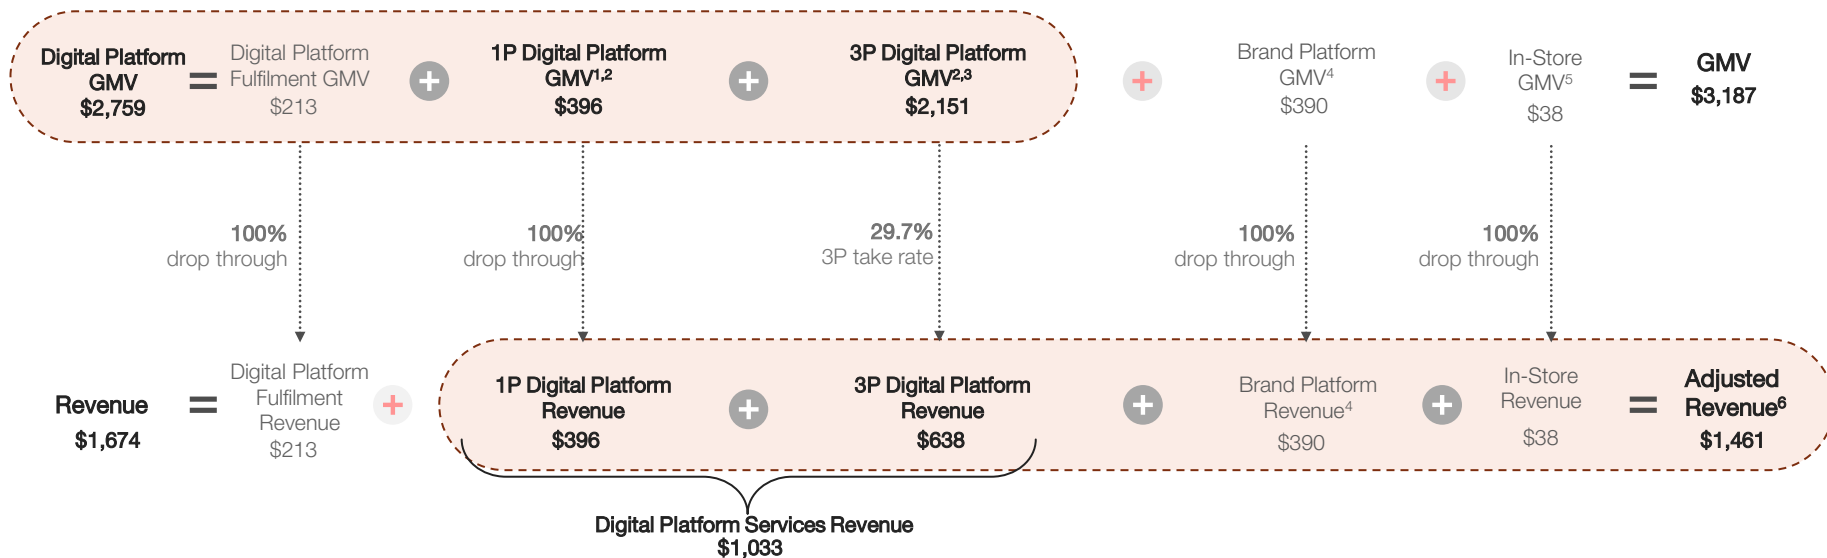 Digital Platform
GMV
$2,759
=
Digital Platform
Fulfilment GMV
$213
+
1P Digital Platform
GMV1,2
$396
+
3P Digital Platform
GMV2,3
$2,151
+
Brand Platform
GMV4
$390
+
In-Store
GMV5
$38
=
GMV
$3,187
100%
drop through
100%
drop through
29.7%
3P take rate
100%
drop through
100%
drop through
Revenue
$1,674
=
Digital Platform
Fulfilment
Revenue
$213
+
1P Digital Platform
Revenue
$396
+
3P Digital Platform
Revenue
$638
+
Brand Platform
Revenue4
$390
+
In-Store
Revenue
$38
=
Adjusted
Revenue6
$1,461
Digital Platform Services Revenue
$1,033